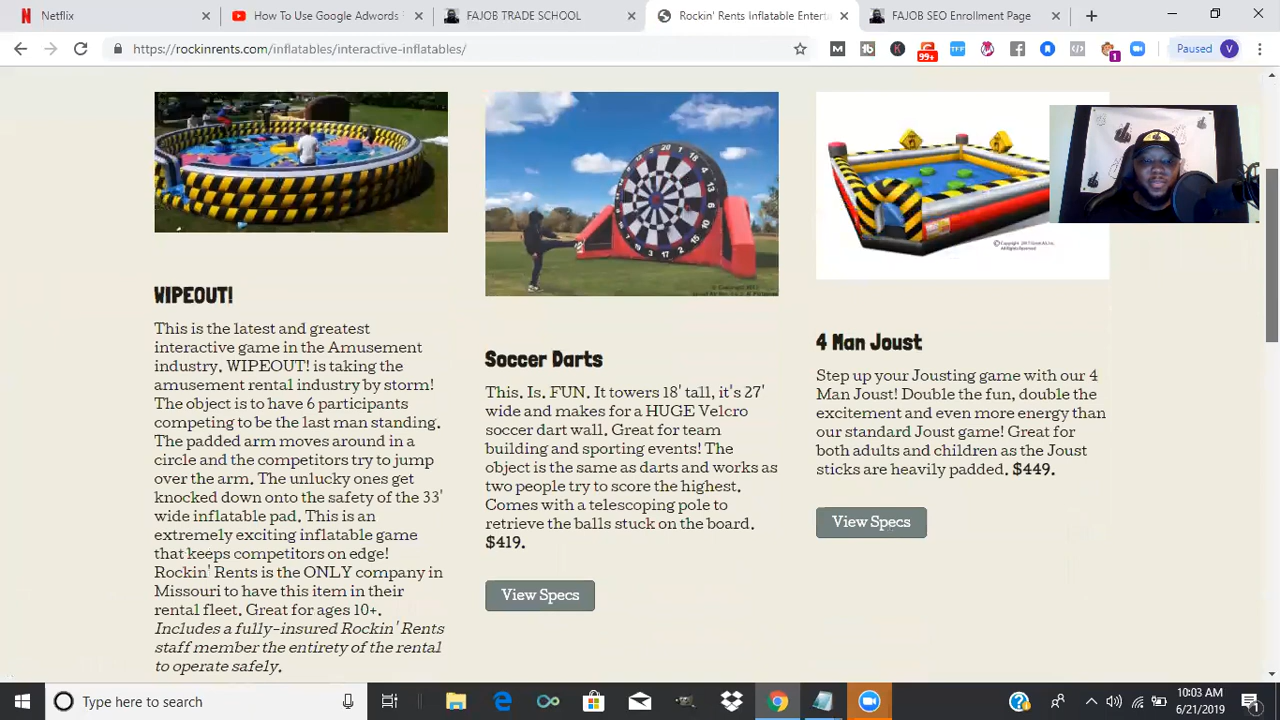 Netflix
How To Use Google Adwords
FAJOB TRADE SCHOOL
Rockin' Rents Inflatable Entert
FAJOB SEO Enrollment Page
https://rockinrents.com/inflatables/interactive-inflatables/
99+
TFF
1
Paused
V
WIPEOUT!
This is the latest and greatest
interactive game in the Amusement
industry. WIPEOUT! is taking the
amusement rental industry by storm!
The object is to have 6 participants
competing to be the last man standing.
The padded arm moves around in a
circle and the competitors try to jump
over the arm. The unlucky ones get
knocked down onto the safety of the 33'
wide inflatable pad. This is an
extremely exciting inflatable game
that keeps competitors on edge!
Rockin' Rents is the ONLY company in
Missouri to have this item in their
rental fleet. Great for ages 10+.
Includes a fully-insured Rockin' Rents
staff member the entirety of the rental
to operate safely.
Soccer Darts
This. Is. FUN. It towers 18' tall, it's 27'
wide and makes for a HUGE Velcro
soccer dart wall. Great for team
building and sporting events! The
object is the same as darts and works as
two people try to score the highest.
Comes with a telescoping pole to
retrieve the balls stuck on the board.
$419.
View Specs
4 Man Joust
Step up your Jousting game with our 4
Man Joust! Double the fun, double the
excitement and even more energy than
our standard Joust game! Great for
both adults and children as the Joust
sticks are heavily padded. $449.
View Specs
Type here to search
10:03 AM
6/21/2019
1